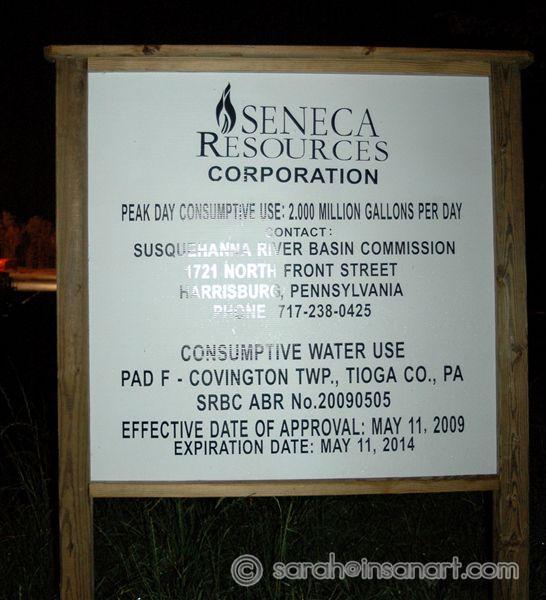 SENECA
RESOURCES
CORPORATION
PEAK DAY CONSUMPTIVE USE: 2.000 MILLION GALLONS PER DAY
CONTACT:
SUSQUEHANNA RIVER BASIN COMMISSION
1721 NORTH FRONT STREET
HARRISBURG, PENNSYLVANIA
PHONE 717-238-0425
CONSUMPTIVE WATER USE
PAD F - COVINGTON TWP., TIOGA CO., PA
SRBC ABR No.20090505
EFFECTIVE DATE OF APPROVAL: MAY 11, 2009
EXPIRATION DATE: MAY 11, 2014
© sarah@insanart.com